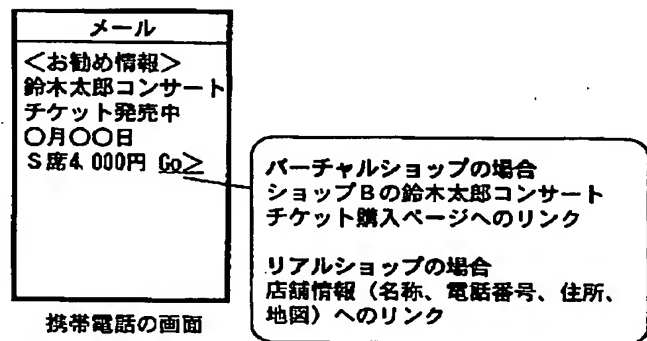 メール
<お勧め情報>
鈴木太郎コンサート
チケット発売中
〇月〇〇日
S席4,000円 Go>
バーチャルショップの場合
ショップBの鈴木太郎コンサート
チケット購入ページへのリンク
リアルショップの場合
店舗情報(名称、電話番号、住所、
地図)へのリンク
携帯電話の画面